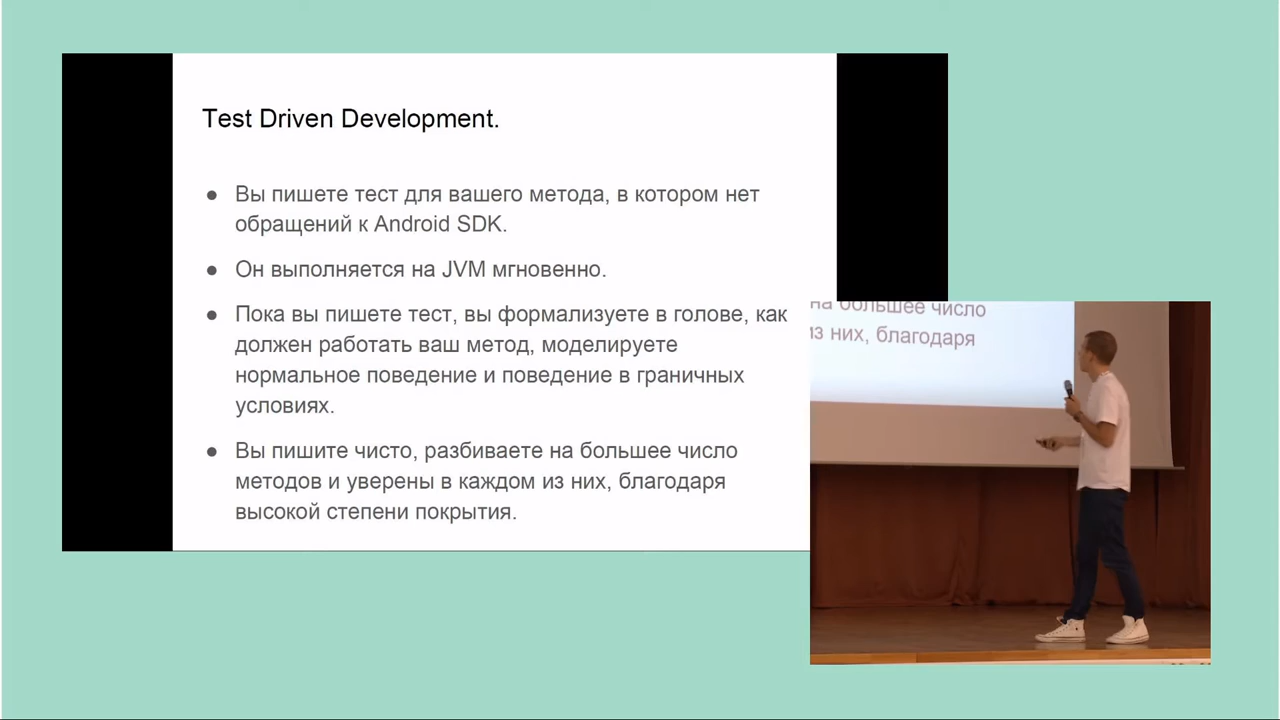 Test Driven Development.
● Вы пишете тест для вашего метода, в котором нет
обращений к Android SDK.
● Он выполняется на JVM мгновенно.
● Пока вы пишете тест, вы формализуете в голове, как
должен работать ваш метод, моделируете
нормальное поведение и поведение в граничных
условиях.
● Вы пишите чисто, разбиваете на большее число
методов и уверены в каждом из них, благодаря
высокой степени покрытия.
на большее число
из них, благодаря